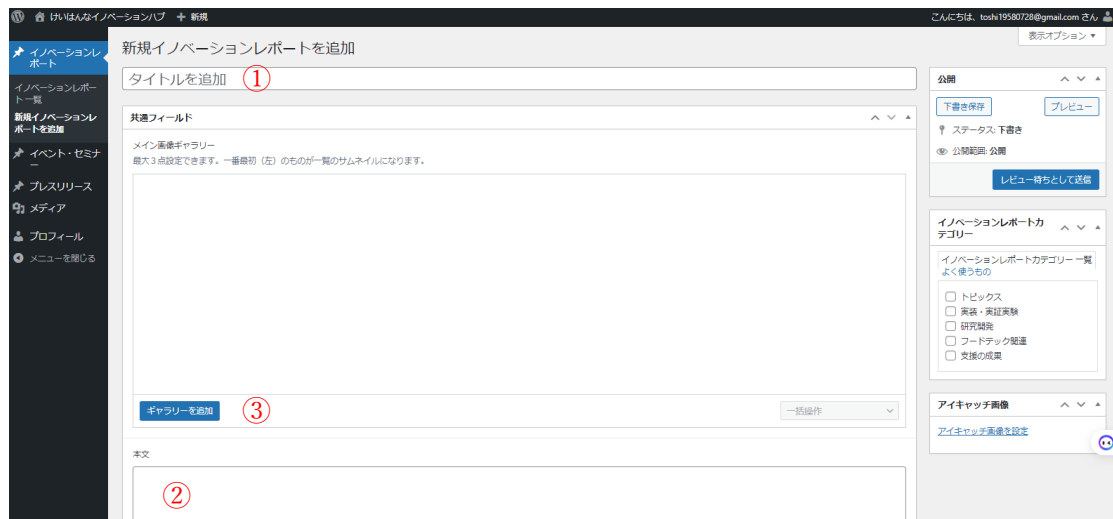 けいはんなイノベーションハブ ＋ 新規
こんにちは、toshi19580728@gmail.com さん
表示オプション ▼
イノベーションレ
ポート
イノベーションレポー
ト一覧
新規イノベーションレ
ポートを追加
イベント・セミナ
ー
プレスリリース
メディア
プロフィール
メニューを閉じる
新規イノベーションレポートを追加
タイトルを追加 ①
共通フィールド
メイン画像ギャラリー
最大3点設定できます。一番最初（左）のものが一覧のサムネイルになります。
ギャラリーを追加 ③
一括操作
本文
②
公開
下書き保存 プレビュー
ステータス: 下書き
公開範囲: 公開
レビュー待ちとして送信
イノベーションレポートカ
テゴリー
イノベーションレポートカテゴリー 一覧
よく使うもの
トピックス
実装・実証実験
研究開発
フードテック関連
支援の成果
アイキャッチ画像
アイキャッチ画像を設定